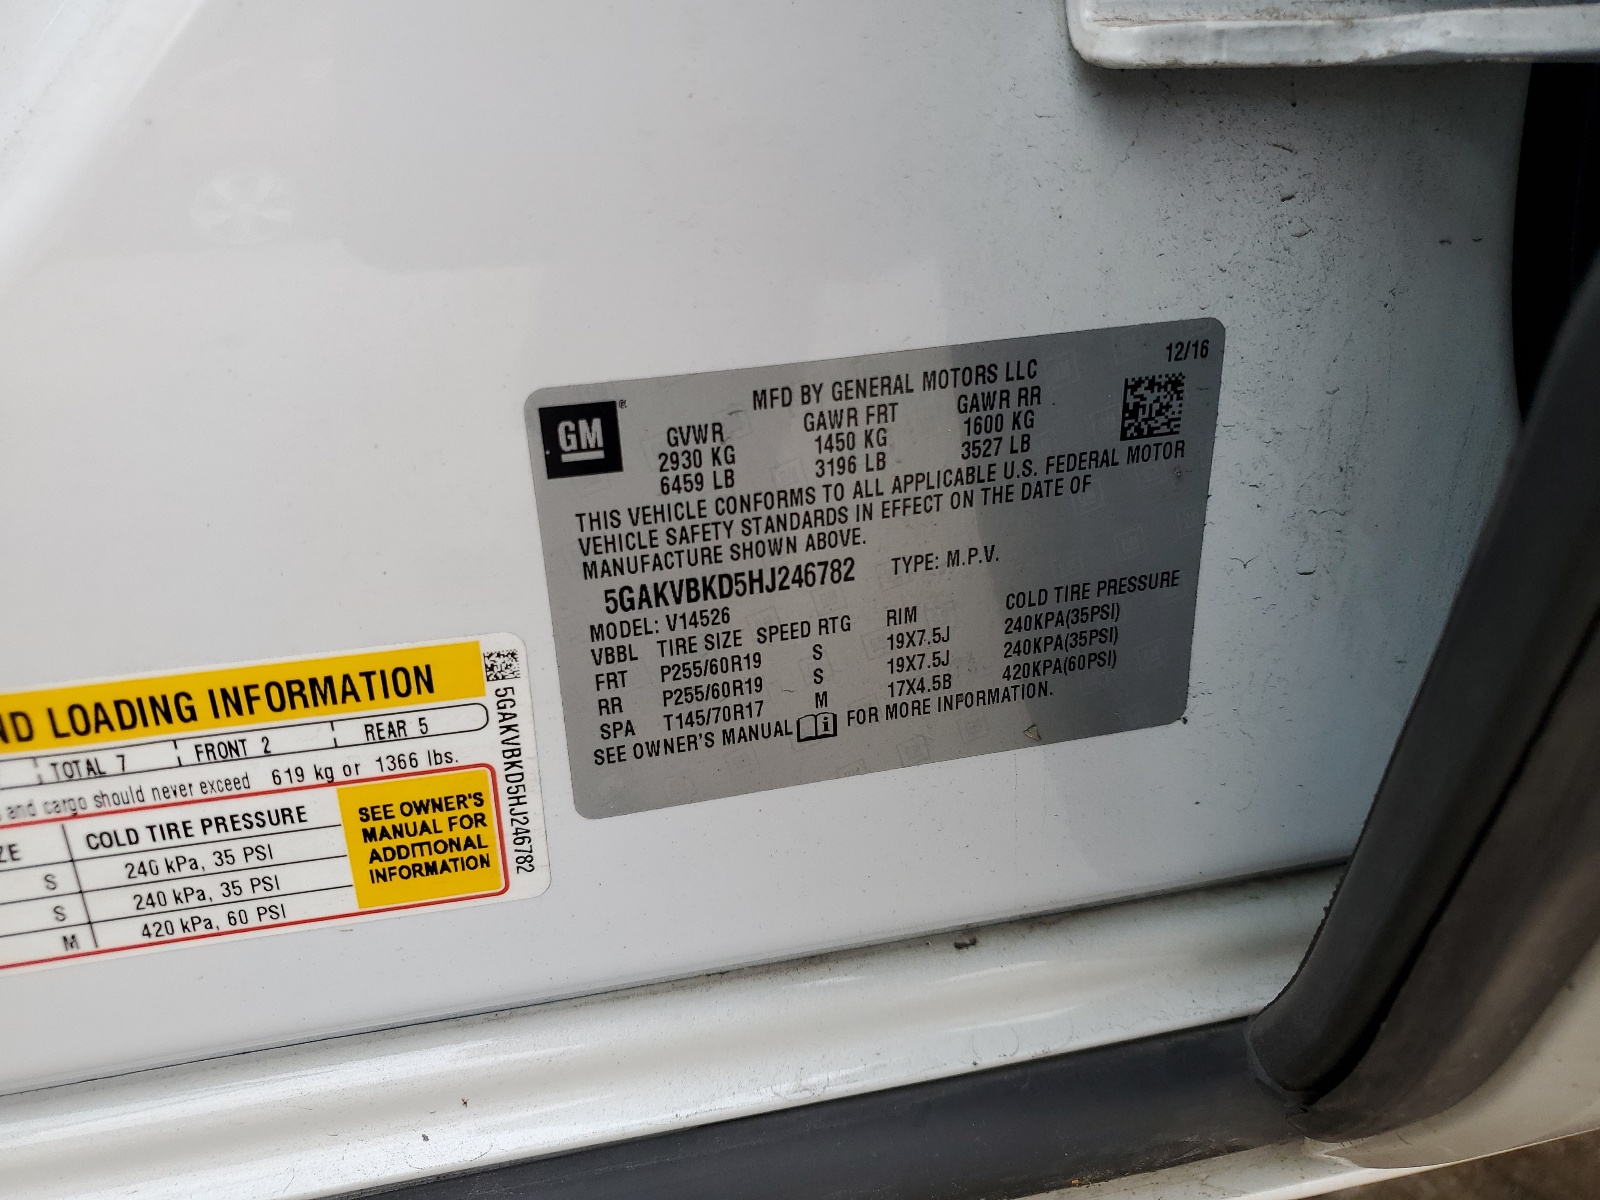 12/16
MFD BY GENERAL MOTORS LLC
GM®
GVWR GAWR FRT GAWR RR
2930 KG 1450 KG 1600 KG
6459 LB 3196 LB 3527 LB
THIS VEHICLE CONFORMS TO ALL APPLICABLE U.S. FEDERAL MOTOR
VEHICLE SAFETY STANDARDS IN EFFECT ON THE DATE OF
MANUFACTURE SHOWN ABOVE.
5GAKVBKD5HJ246782 TYPE: M.P.V.
MODEL: V14526
VBBL TIRE SIZE SPEED RTG RIM COLD TIRE PRESSURE
FRT P255/60R19 S 19X7.5J 240KPA(35PSI)
RR P255/60R19 S 19X7.5J 240KPA(35PSI)
SPA T145/70R17 M 17X4.5B 420KPA(60PSI)
SEE OWNER'S MANUAL FOR MORE INFORMATION.
ND LOADING INFORMATION
TOTAL 7 FRONT 2 REAR 5
and cargo should never exceed 619 kg or 1366 lbs.
ZE COLD TIRE PRESSURE
S 240 kPa, 35 PSI
S 240 kPa, 35 PSI
M 420 kPa, 60 PSI
SEE OWNER'S
MANUAL FOR
ADDITIONAL
INFORMATION
5GAKVBKD5HJ246782